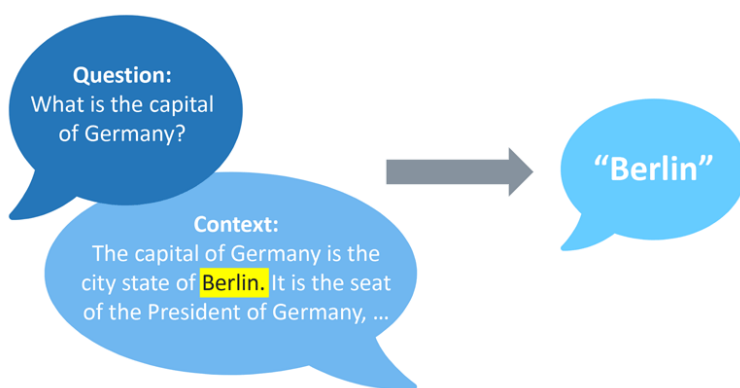 Question:
What is the capital
of Germany?
Context:
The capital of Germany is the
city state of Berlin. It is the seat
of the President of Germany, ...
“Berlin”